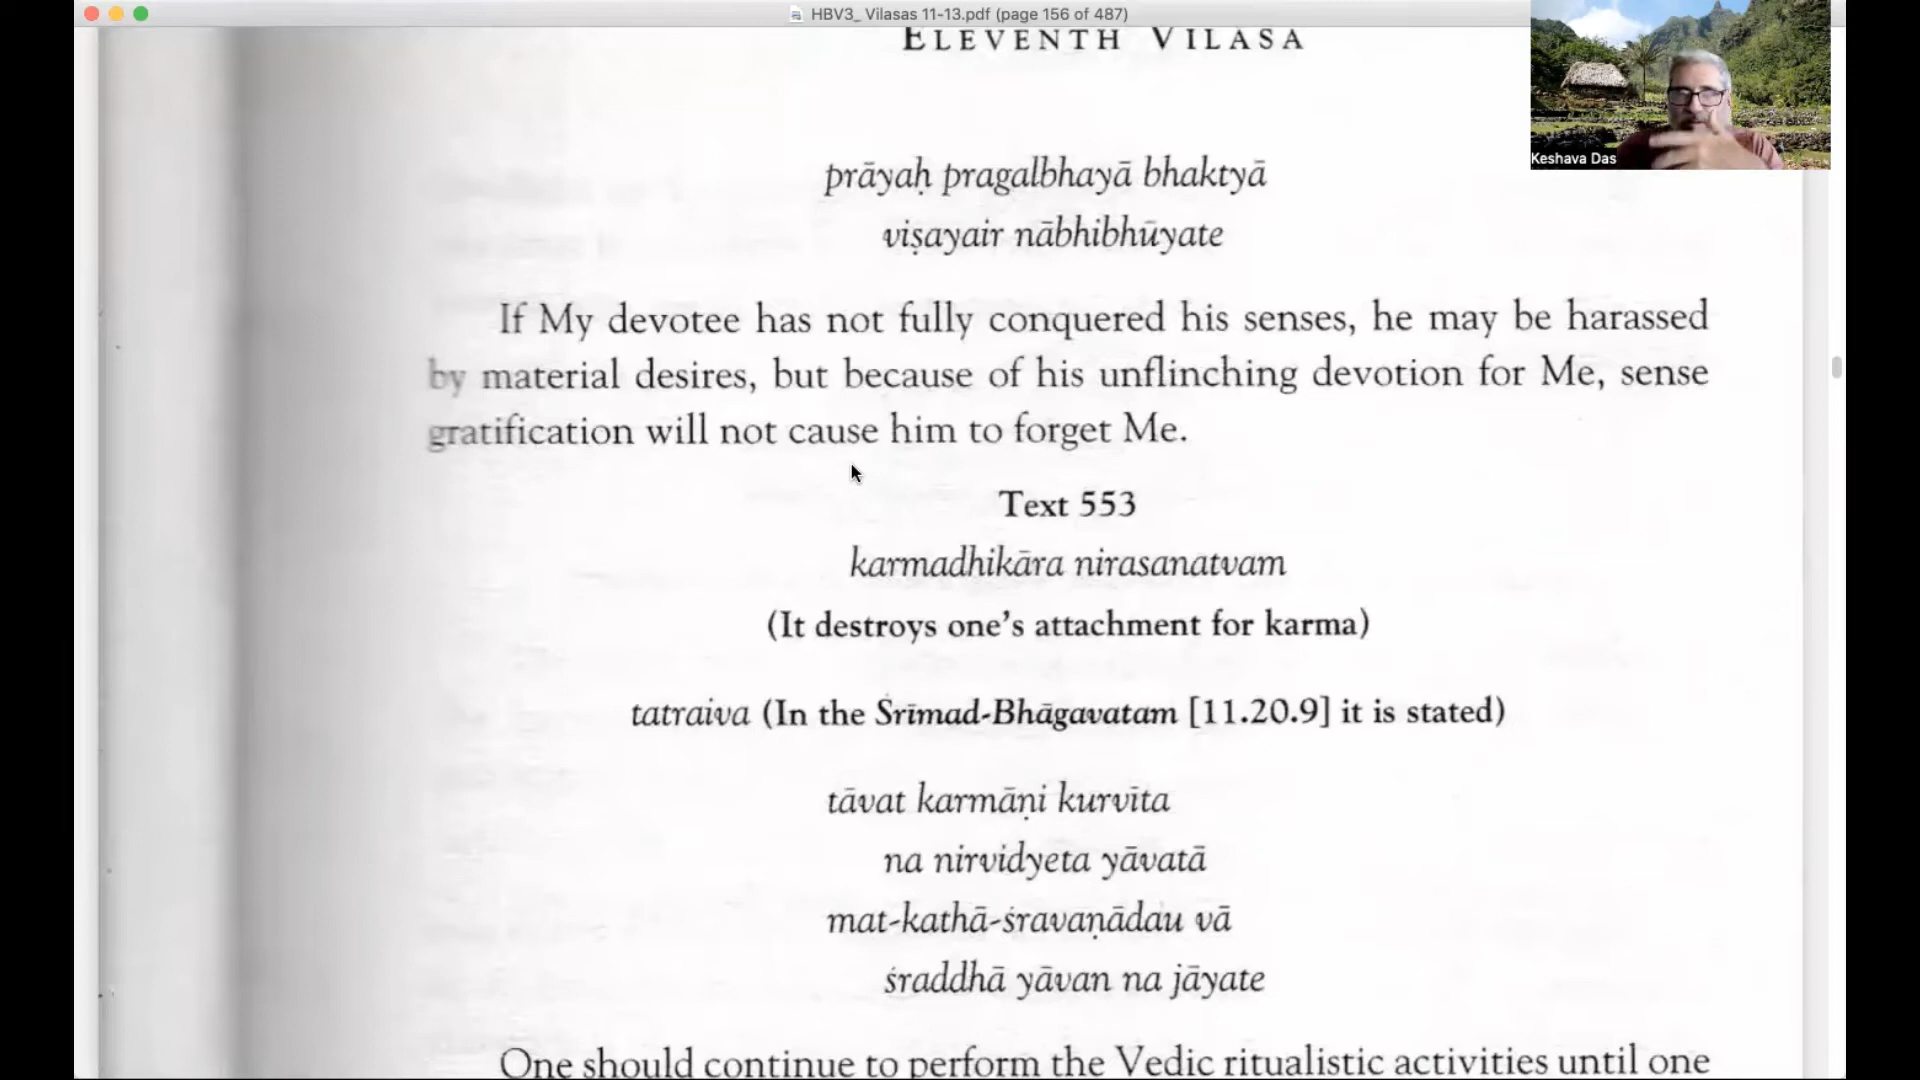 HBV3_ Vilasas 11-13.pdf (page 156 of 487)
ELEVENTH VILASA
Keshava Das
prāyaḥ pragalbhayā bhaktyā
viṣayair nābhibhūyate
If My devotee has not fully conquered his senses, he may be harassed
by material desires, but because of his unflinching devotion for Me, sense
gratification will not cause him to forget Me.
Text 553
karmadhikāra nirasanatvam
(It destroys one's attachment for karma)
tatraiva (In the Śrīmad-Bhāgavatam [11.20.9] it is stated)
tāvat karmāṇi kurvīta
na nirvidyeta yāvatā
mat-kathā-śravaṇādau vā
śraddhā yāvan na jāyate
One should continue to perform the Vedic ritualistic activities until one